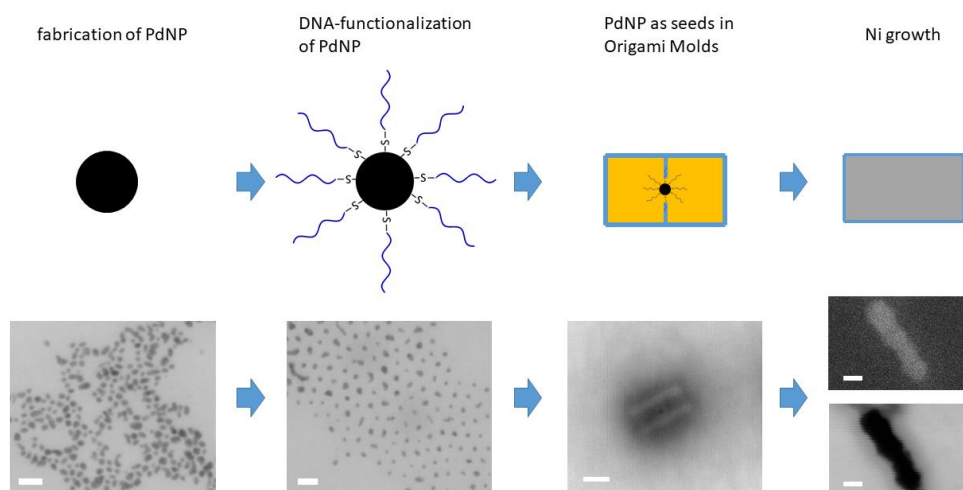 fabrication of PdNP
DNA-functionalization
of PdNP
PdNP as seeds in
Origami Molds
Ni growth
S
S
S
S
S
S
S
S